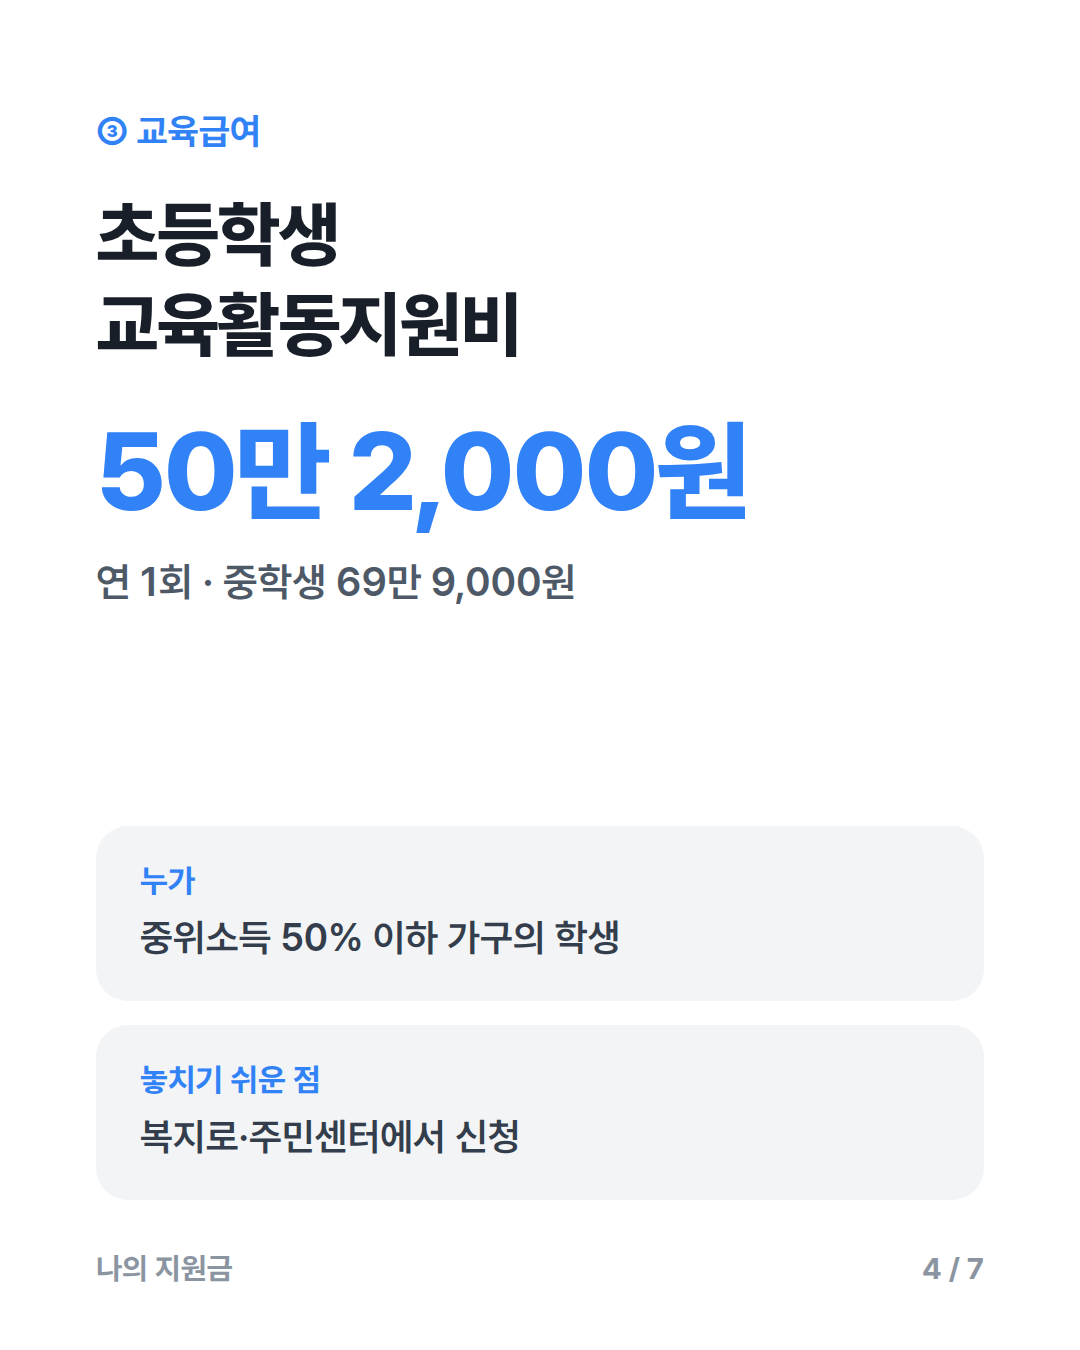 ③ 교육급여
초등학생
교육활동지원비
50만 2,000원
연 1회 · 중학생 69만 9,000원
누가
중위소득 50% 이하 가구의 학생
놓치기 쉬운 점
복지로·주민센터에서 신청
나의 지원금
4 / 7